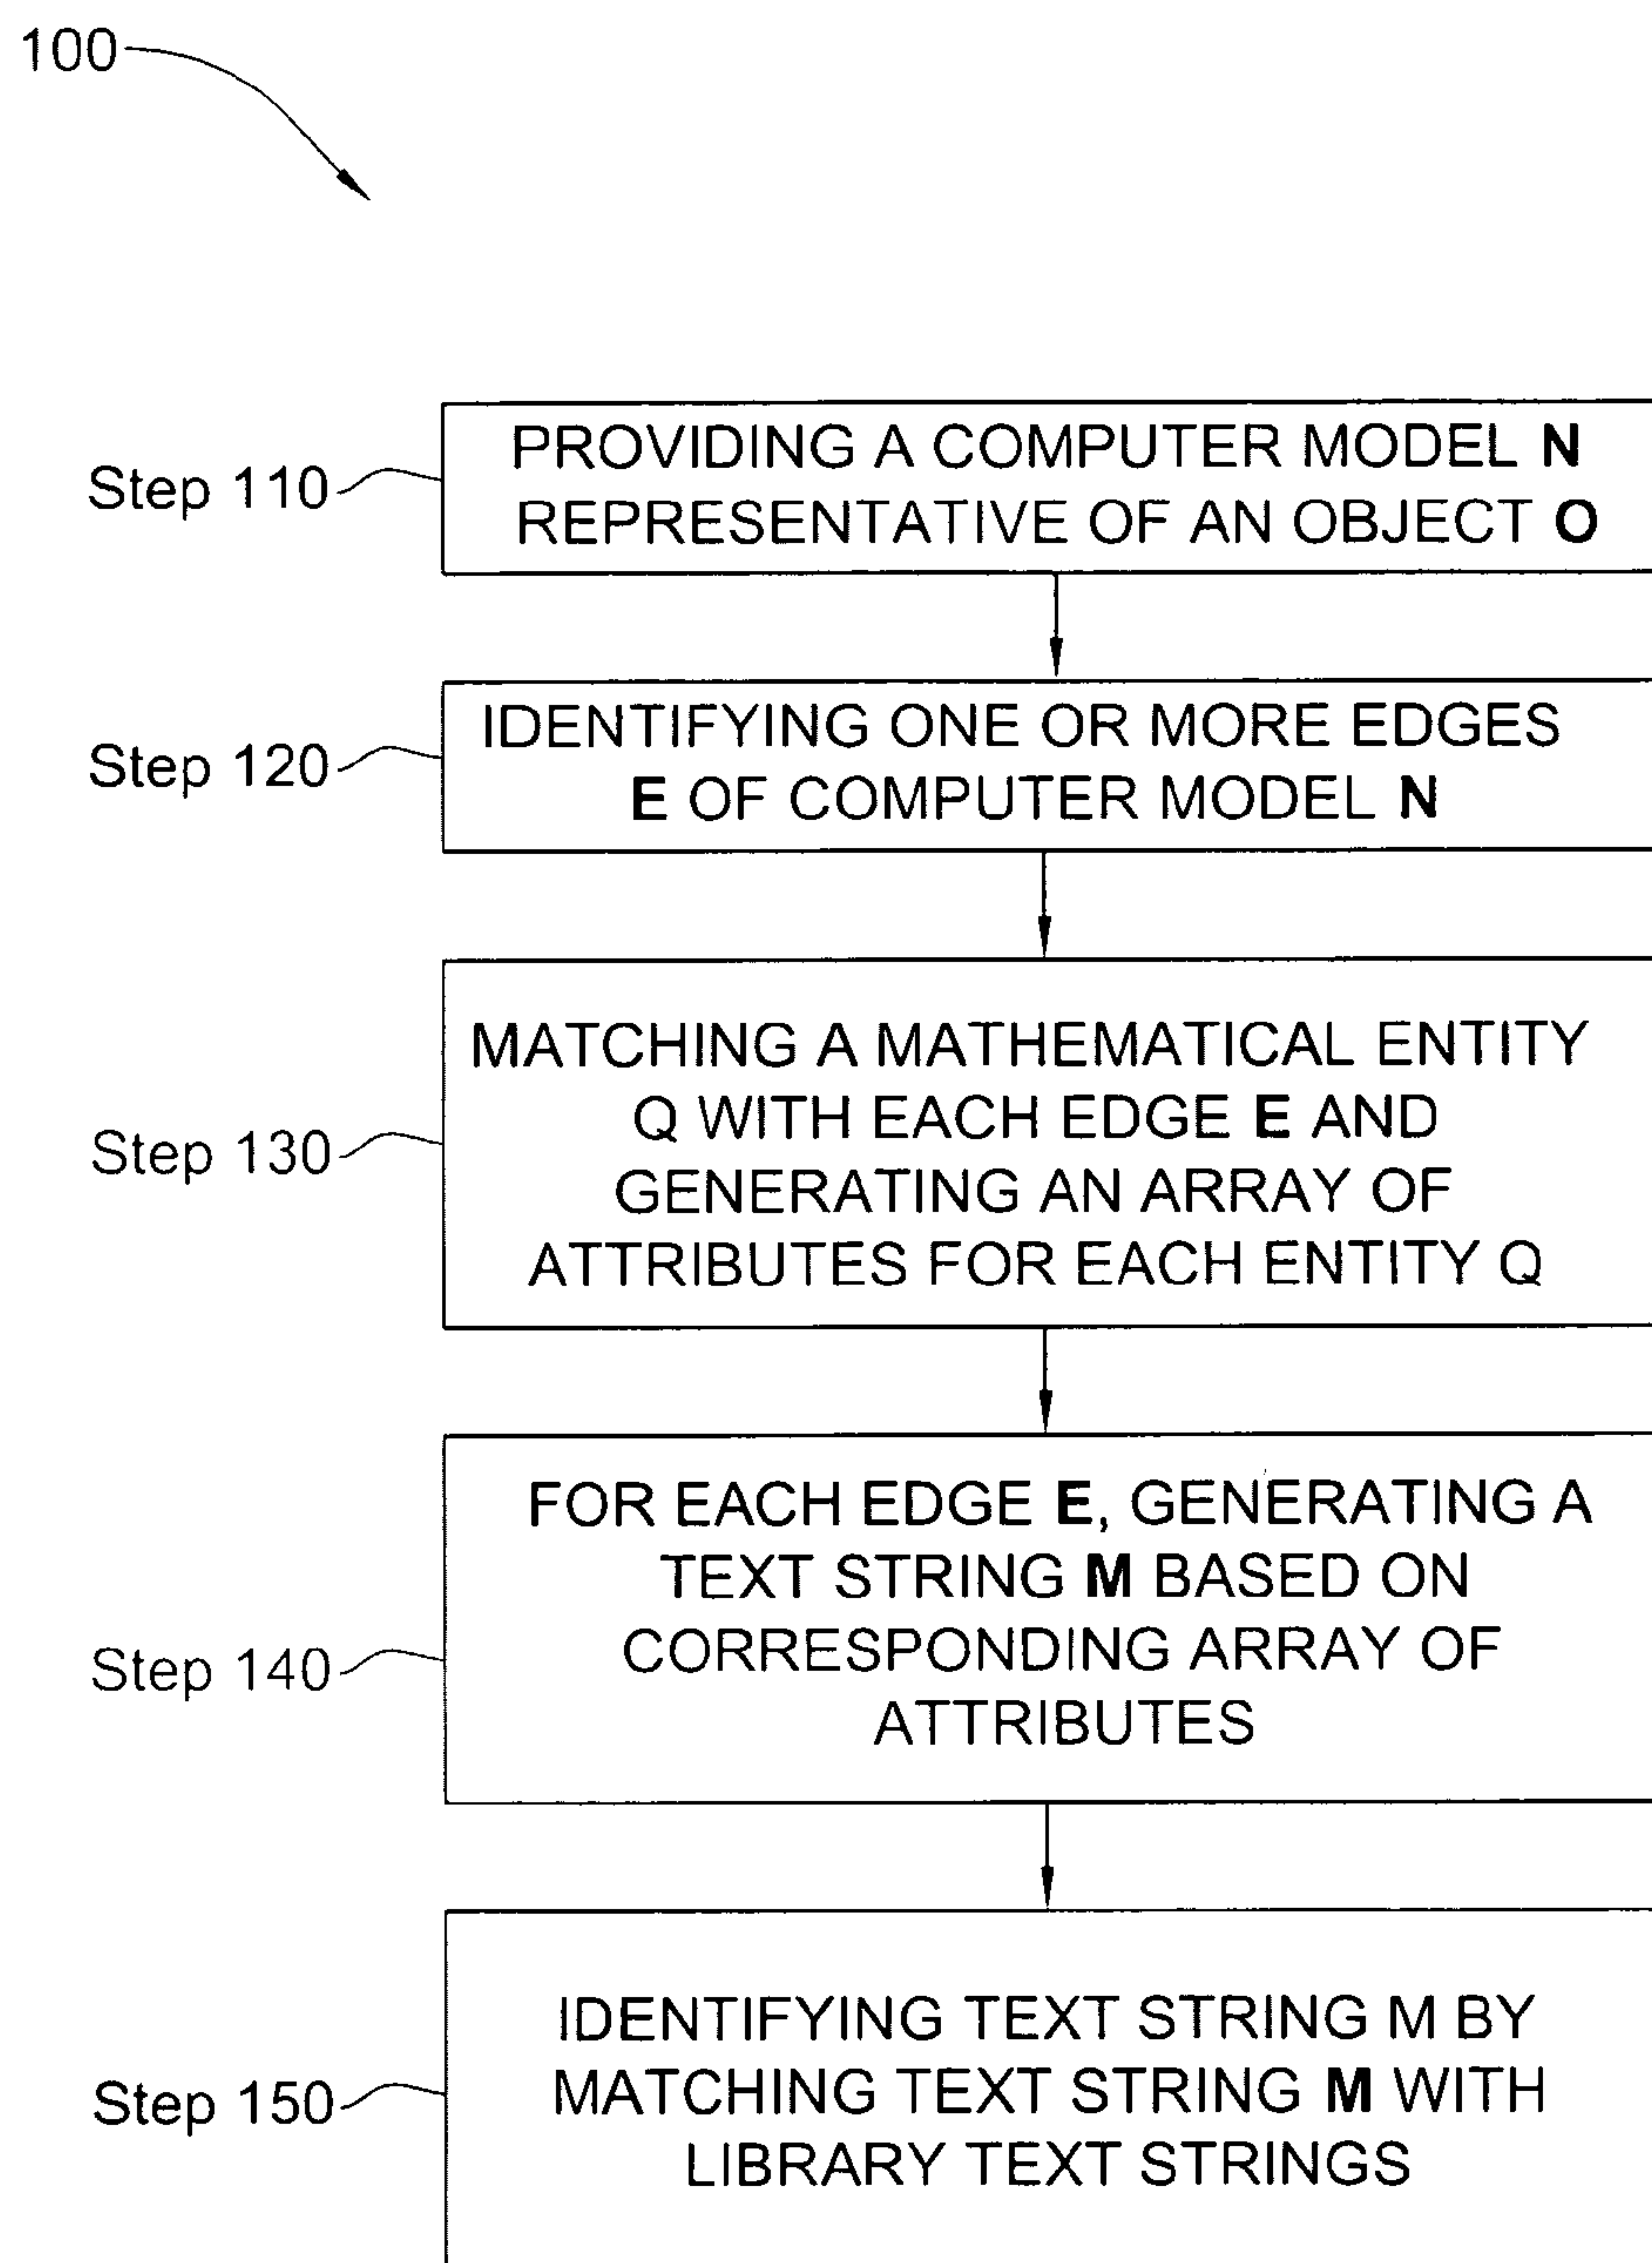 100
PROVIDING A COMPUTER MODEL N
REPRESENTATIVE OF AN OBJECT O
Step 110
IDENTIFYING ONE OR MORE EDGES
E OF COMPUTER MODEL N
Step 120
MATCHING A MATHEMATICAL ENTITY
Q WITH EACH EDGE E AND
GENERATING AN ARRAY OF
ATTRIBUTES FOR EACH ENTITY Q
Step 130
FOR EACH EDGE E, GENERATING A
TEXT STRING M BASED ON
CORRESPONDING ARRAY OF
ATTRIBUTES
Step 140
IDENTIFYING TEXT STRING M BY
MATCHING TEXT STRING M WITH
LIBRARY TEXT STRINGS
Step 150